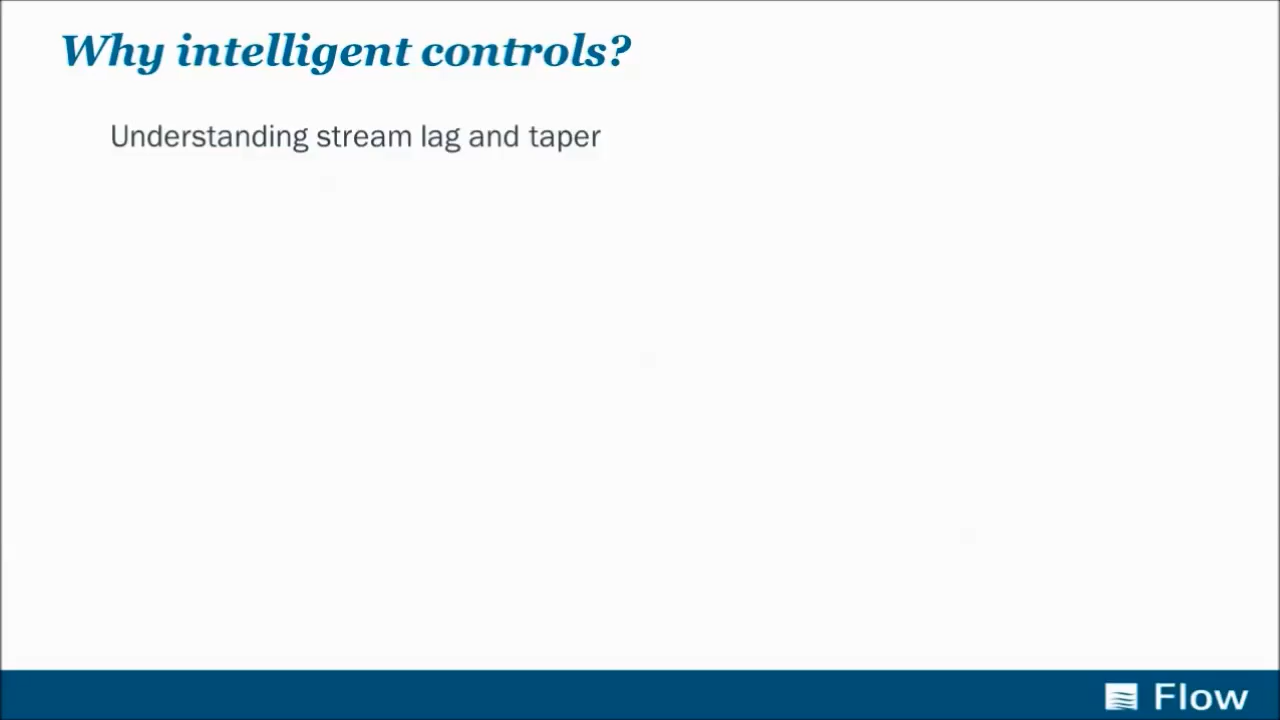 Why intelligent controls?
Understanding stream lag and taper
Flow